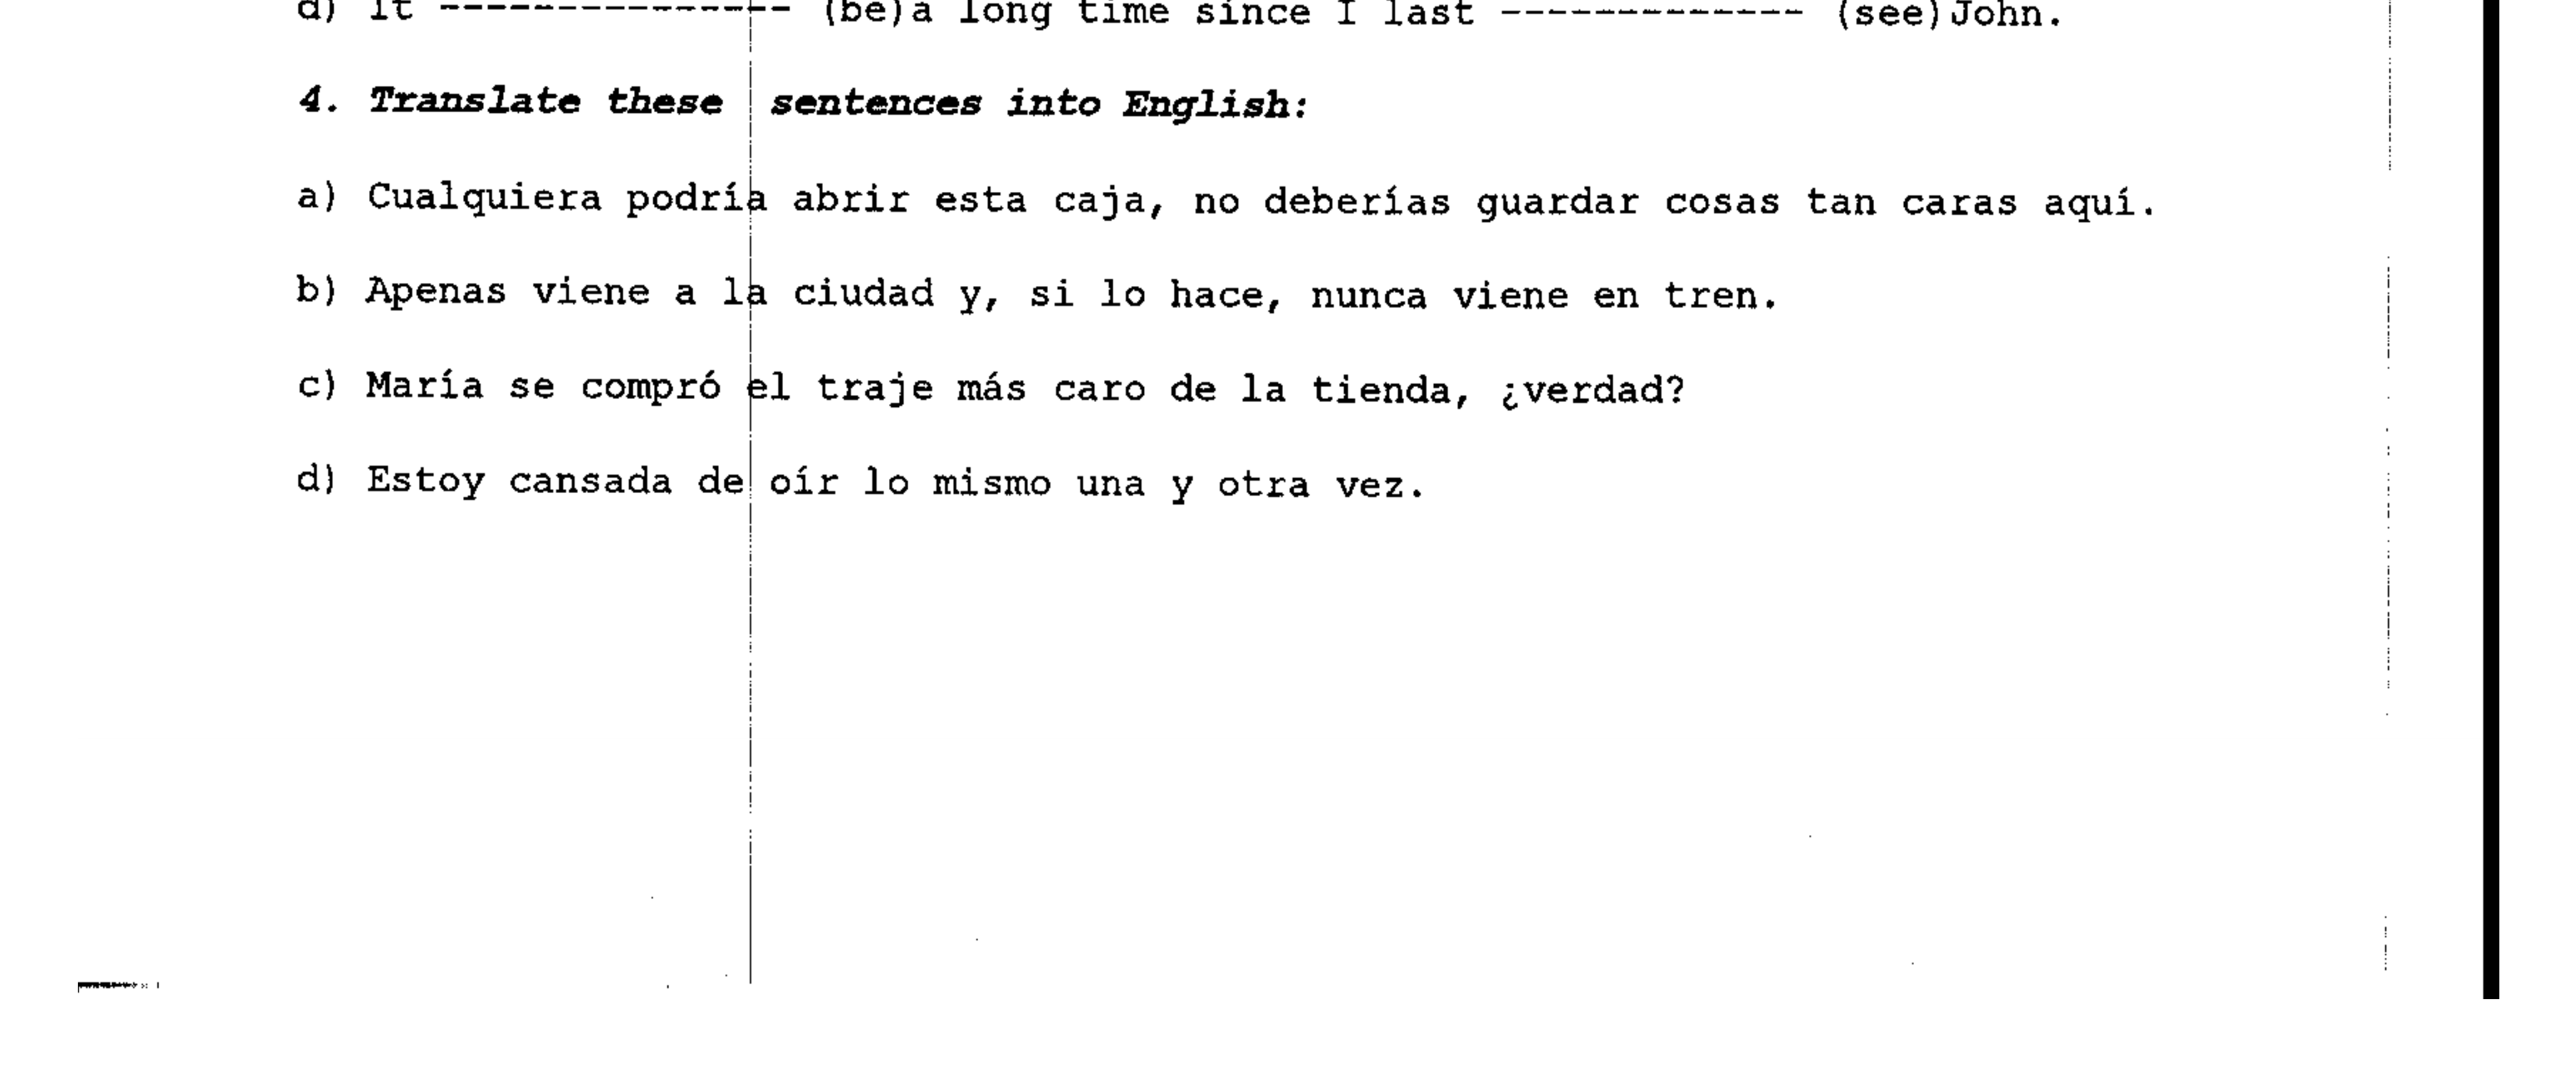 d) It --------------- (be)a long time since I last ------------- (see)John.
4. Translate these sentences into English:
a) Cualquiera podría abrir esta caja, no deberías guardar cosas tan caras aquí.
b) Apenas viene a la ciudad y, si lo hace, nunca viene en tren.
c) María se compró el traje más caro de la tienda, ¿verdad?
d) Estoy cansada de oír lo mismo una y otra vez.